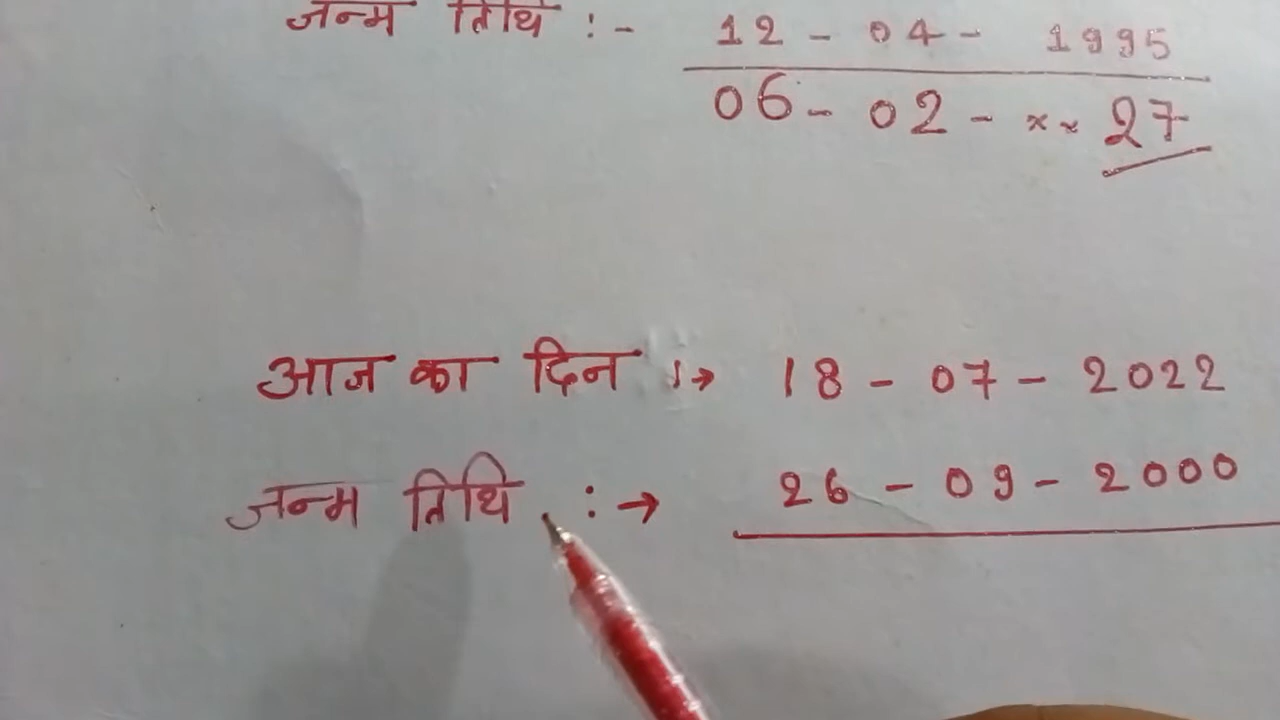 जन्म तिथि :- 12 - 04 - 1995
06 - 02 - xx 27
आज का दिन :→ 18 - 07 - 2022
जन्म तिथि :→ 26 - 09 - 2000